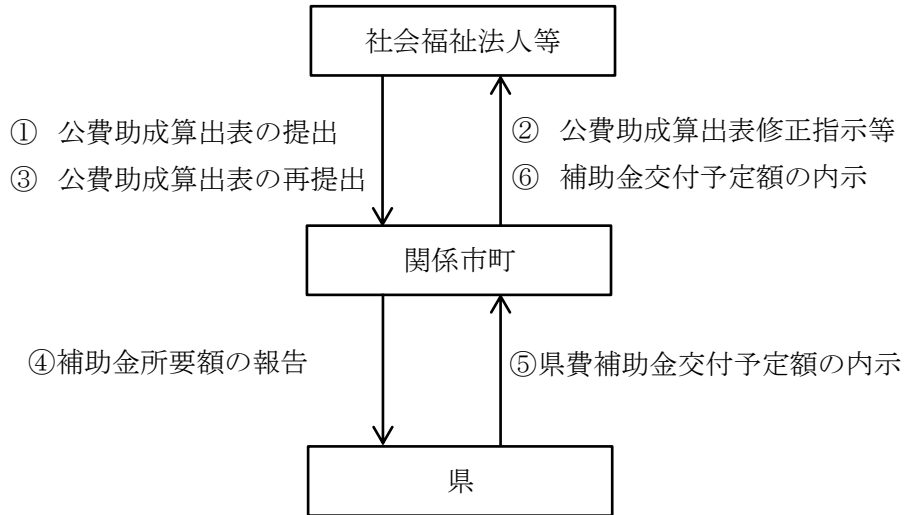 社会福祉法人等
① 公費助成算出表の提出
② 公費助成算出表修正指示等
③ 公費助成算出表の再提出
⑥ 補助金交付予定額の内示
関係市町
④補助金所要額の報告
⑤県費補助金交付予定額の内示
県